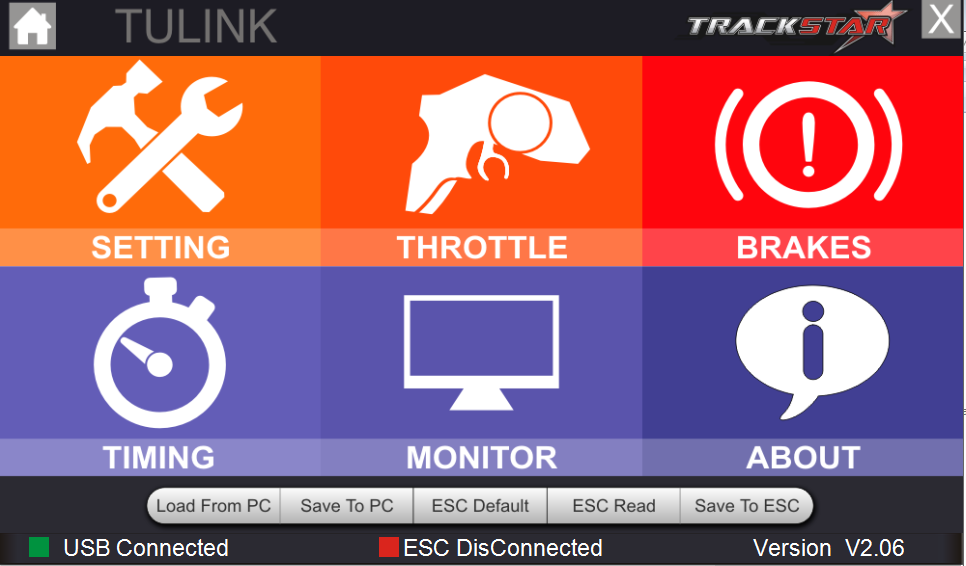 TULINK
TRACKSTAR
X
SETTING
THROTTLE
BRAKES
TIMING
MONITOR
ABOUT
Load From PC
Save To PC
ESC Default
ESC Read
Save To ESC
USB Connected
ESC DisConnected
Version V2.06